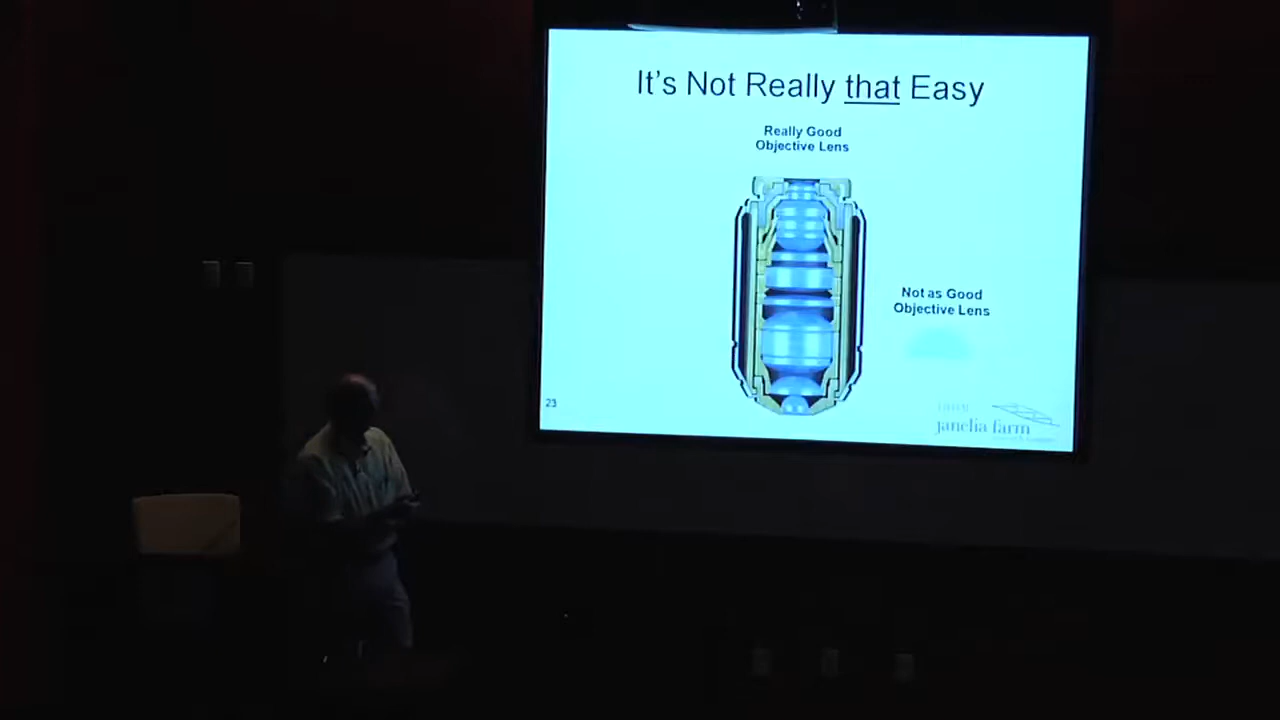 It's Not Really that Easy
Really Good
Objective Lens
Not as Good
Objective Lens
23
janelia farm